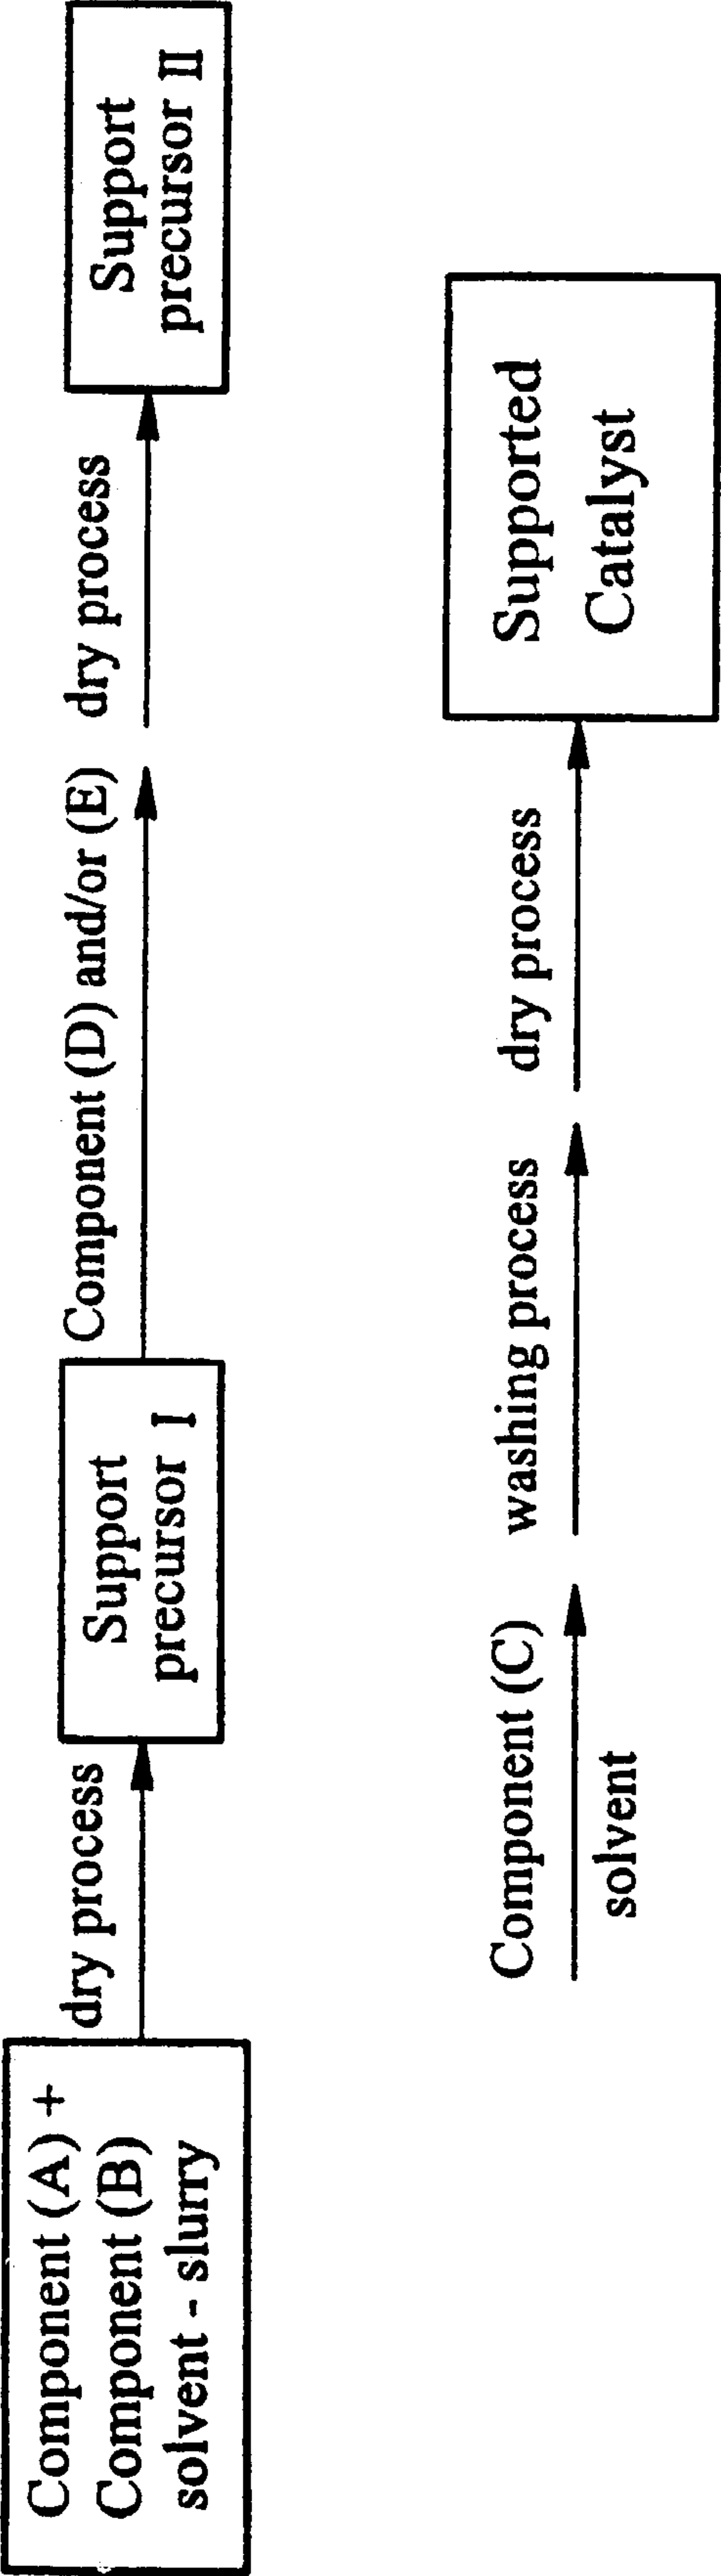 Component (A) +
Component (B)
solvent - slurry
dry process
Support
precursor I
Component (D) and/or (E)
dry process
Support
precursor II
Component (C)
solvent
washing process
dry process
Supported
Catalyst